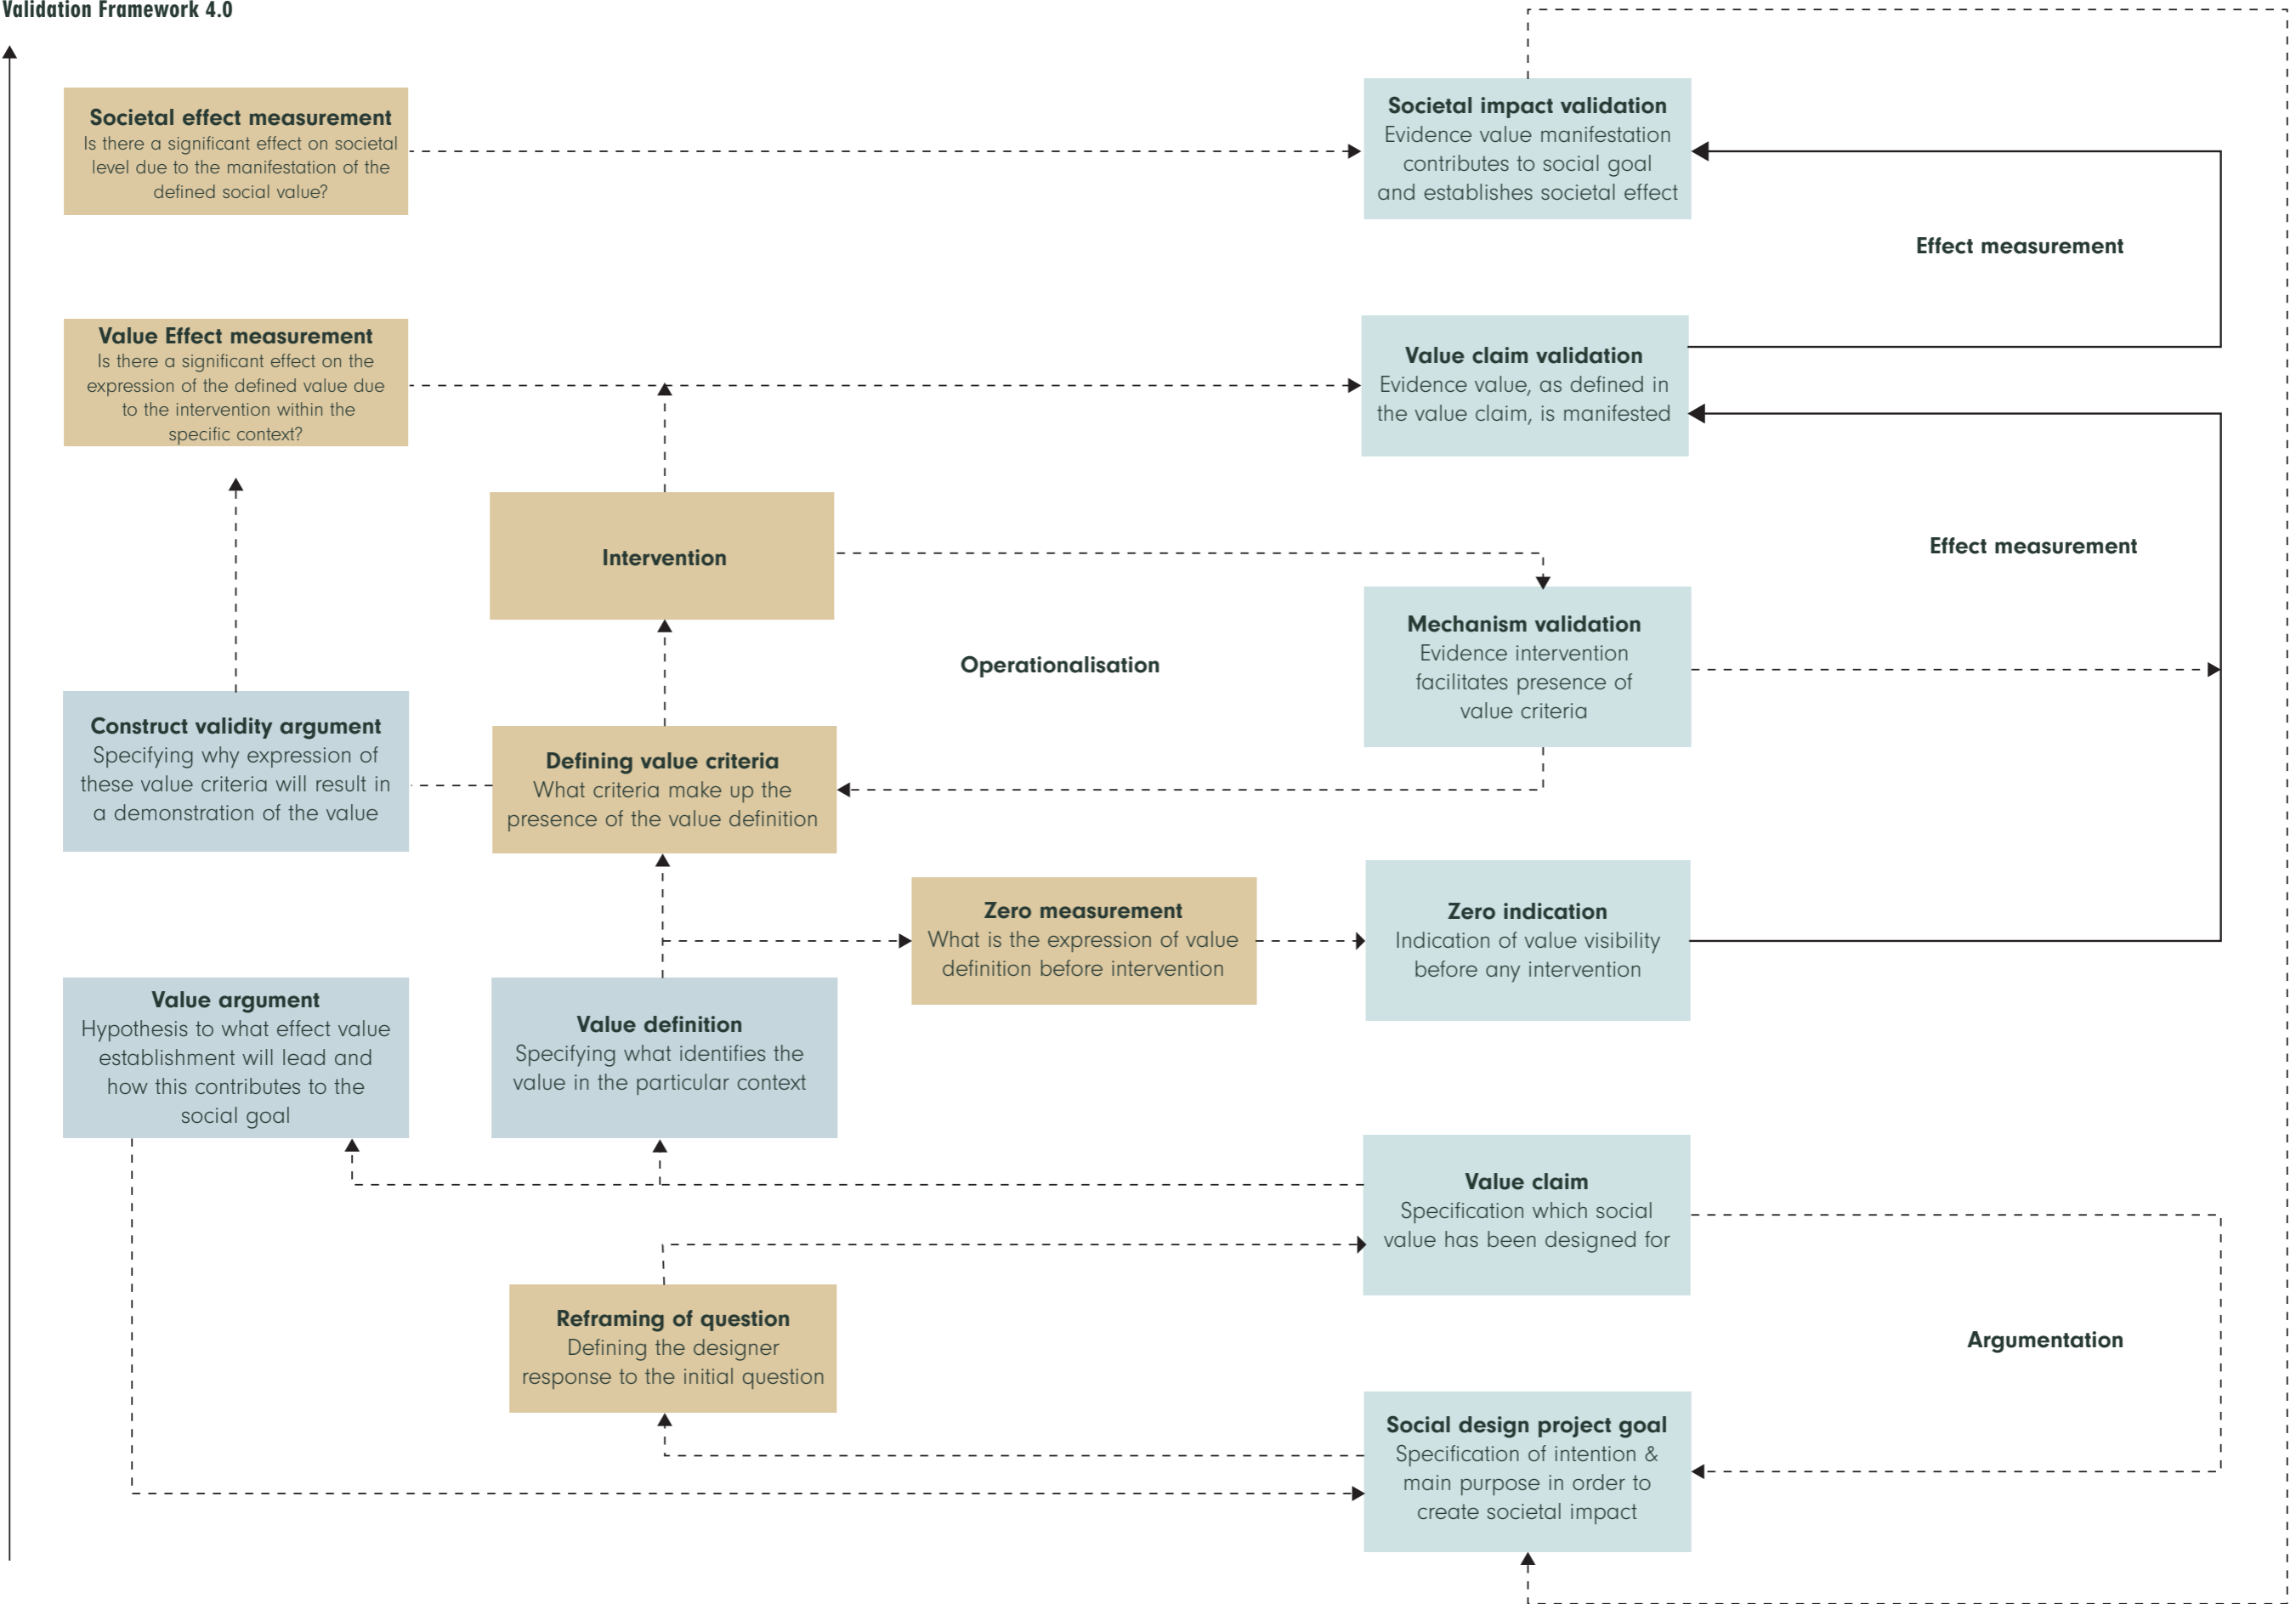 Validation Framework 4.0
Societal effect measurement
Is there a significant effect on societal
level due to the manifestation of the
defined social value?
Societal impact validation
Evidence value manifestation
contributes to social goal
and establishes societal effect
Effect measurement
Value Effect measurement
Is there a significant effect on the
expression of the defined value due
to the intervention within the
specific context?
Value claim validation
Evidence value, as defined in
the value claim, is manifested
Intervention
Effect measurement
Operationalisation
Mechanism validation
Evidence intervention
facilitates presence of
value criteria
Construct validity argument
Specifying why expression of
these value criteria will result in
a demonstration of the value
Defining value criteria
What criteria make up the
presence of the value definition
Zero measurement
What is the expression of value
definition before intervention
Zero indication
Indication of value visibility
before any intervention
Value argument
Hypothesis to what effect value
establishment will lead and
how this contributes to the
social goal
Value definition
Specifying what identifies the
value in the particular context
Value claim
Specification which social
value has been designed for
Reframing of question
Defining the designer
response to the initial question
Argumentation
Social design project goal
Specification of intention &
main purpose in order to
create societal impact